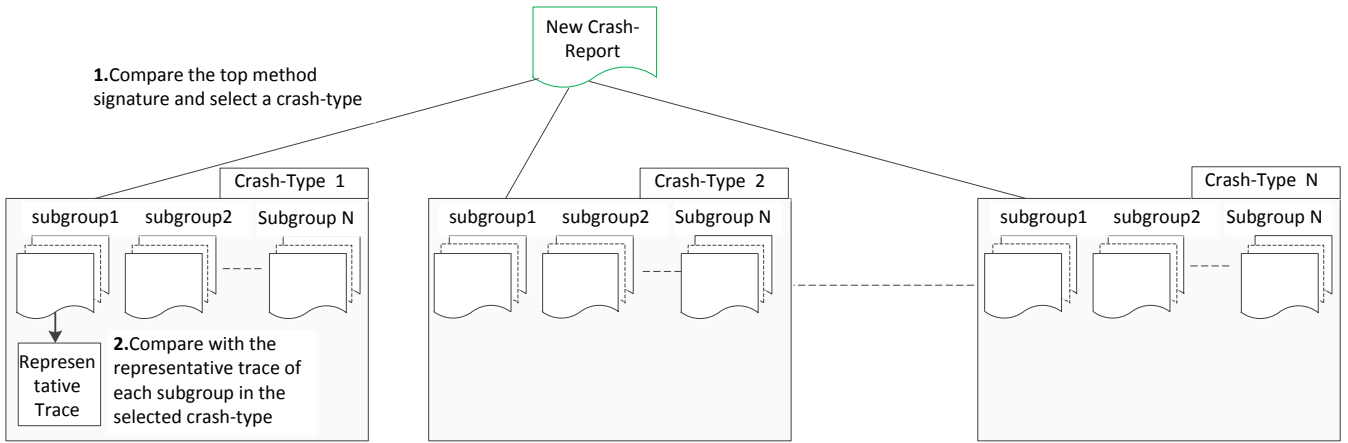 New Crash-
Report
1.Compare the top method
signature and select a crash-type
Crash-Type 1
subgroup1 subgroup2 Subgroup N
Represen
tative
Trace
2.Compare with the
representative trace of
each subgroup in the
selected crash-type
Crash-Type 2
subgroup1 subgroup2 Subgroup N
Crash-Type N
subgroup1 subgroup2 Subgroup N